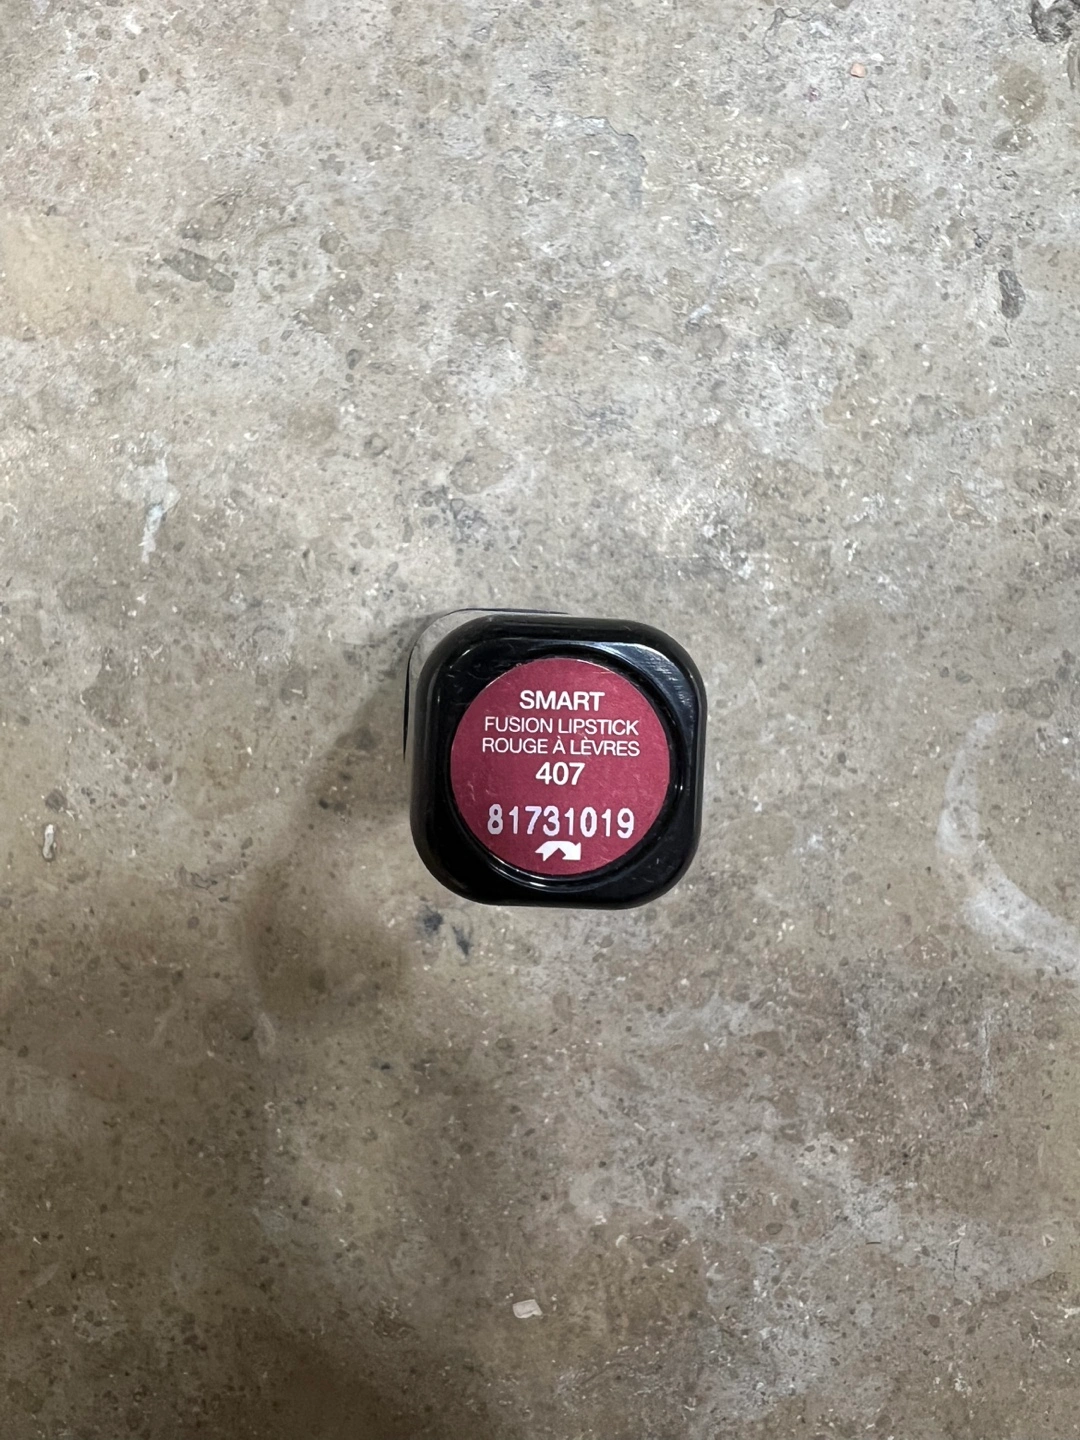 SMART
FUSION LIPSTICK
ROUGE À LÈVRES
407
81731019